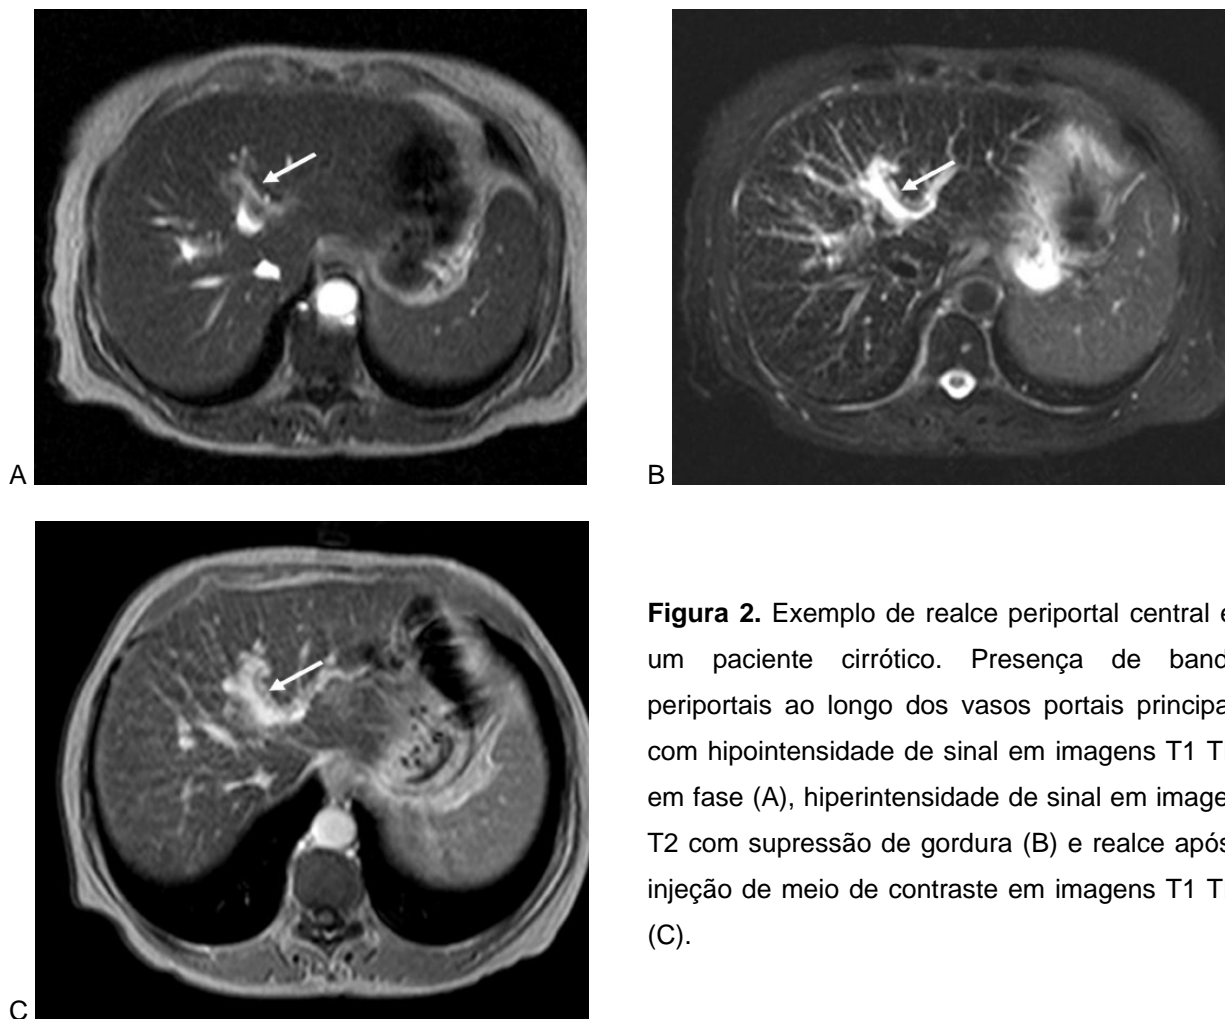 A
B
C
Figura 2. Exemplo de realce periportal central e
um paciente cirrótico. Presença de band
periportais ao longo dos vasos portais principa
com hipointensidade de sinal em imagens T1
em fase (A), hiperintensidade de sinal em image
T2 com supressão de gordura (B) e realce após
injeção de meio de contraste em imagens T1
(C).